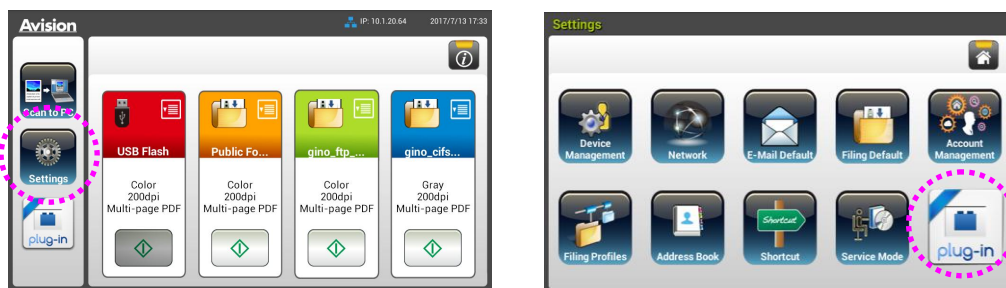 Avision
IP: 10.1.20.64 2017/7/13 17:33
Scan to PC
Settings
plug-in
USB Flash
Color
200dpi
Multi-page PDF
Public Fo...
Color
200dpi
Multi-page PDF
gino_ftp_...
Color
200dpi
Multi-page PDF
gino_cifs...
Gray
200dpi
Multi-page PDF
Settings
Device
Management
Network
E-Mail Default
Filing Default
Account
Management
Filing Profiles
Address Book
Shortcut
Shortcut
Service Mode
plug-in